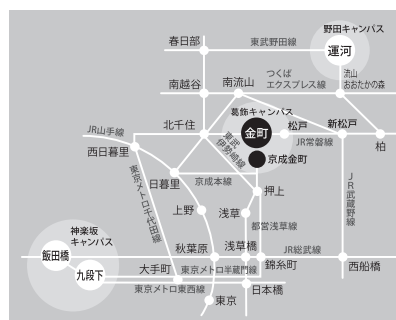 野田キャンパス
春日部
東武野田線
運河
つくば
エクスプレス線
流山
おおたかの森
南越谷
南流山
葛飾キャンパス
北千住
金町
松戸
新松戸
JR山手線
JR常磐線
柏
西日暮里
東武
伊勢崎線
京成金町
日暮里
京成本線
押上
東京メトロ千代田線
JR武蔵野線
上野
浅草
都営浅草線
神楽坂
キャンパス
飯田橋
秋葉原
浅草橋
JR総武線
九段下
大手町
東京メトロ半蔵門線
錦糸町
西船橋
東京メトロ東西線
日本橋
東京